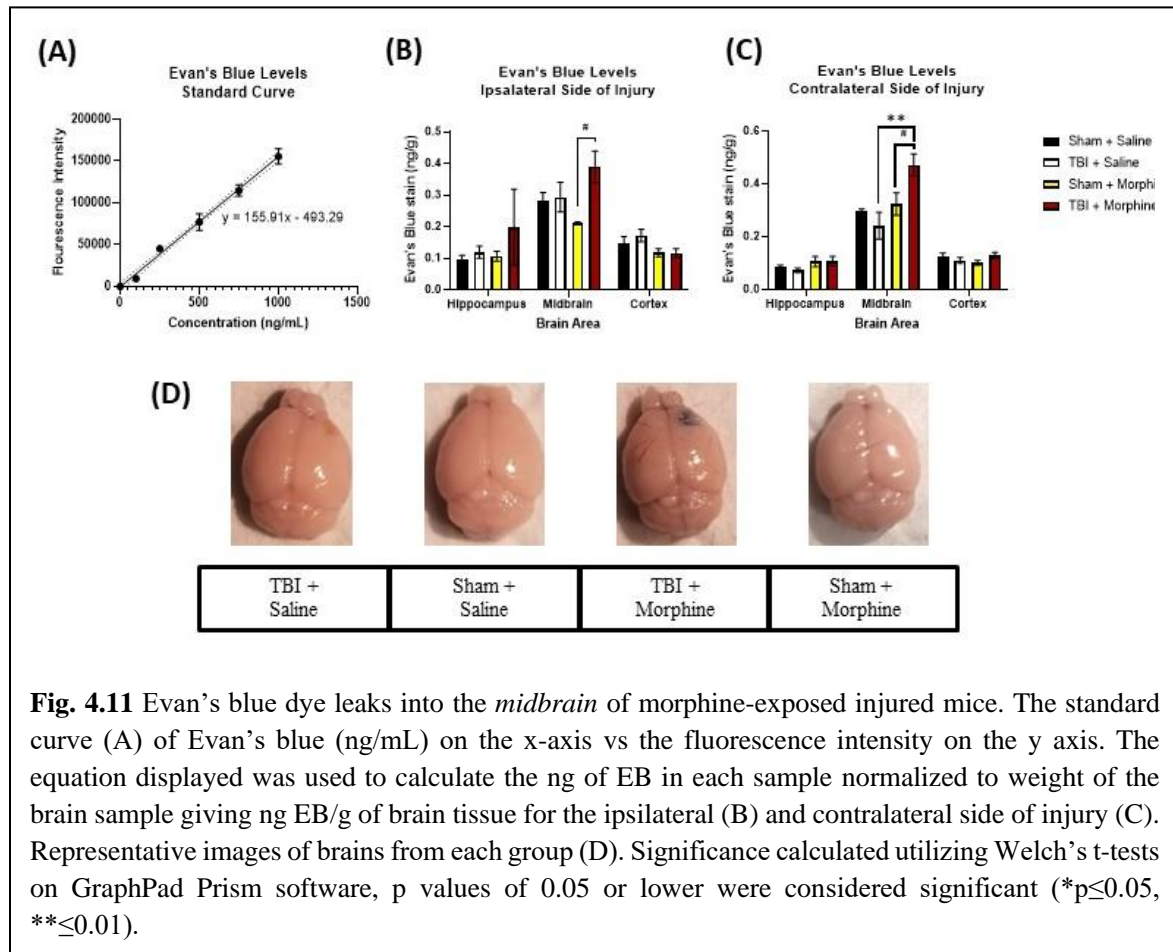 (A)
Evan's Blue Levels
Standard Curve
Flourescence Intensity
200000
150000
100000
50000
0
y = 155.91x - 493.29
0 500 1000 1500
Concentration (ng/mL)
(B)
Evan's Blue Levels
Ipsalateral Side of Injury
Evan's Blue stain (ng/g)
0.5
0.4
0.3
0.2
0.1
0.0
#
Hippocampus Midbrain Cortex
Brain Area
(C)
Evan's Blue Levels
Contralateral Side of Injury
Evan's Blue stain (ng/g)
0.6
0.4
0.2
0.0
**
#
Hippocampus Midbrain Cortex
Brain Area
Sham + Saline
TBI + Saline
Sham + Morphi
TBI + Morphine
(D)
TBI +
Saline
Sham +
Saline
TBI +
Morphine
Sham +
Morphine
Fig. 4.11 Evan's blue dye leaks into the midbrain of morphine-exposed injured mice. The standard
curve (A) of Evan's blue (ng/mL) on the x-axis vs the fluorescence intensity on the y axis. The
equation displayed was used to calculate the ng of EB in each sample normalized to weight of the
brain sample giving ng EB/g of brain tissue for the ipsilateral (B) and contralateral side of injury (C).
Representative images of brains from each group (D). Significance calculated utilizing Welch's t-tests
on GraphPad Prism software, p values of 0.05 or lower were considered significant (*p≤0.05,
**≤0.01).